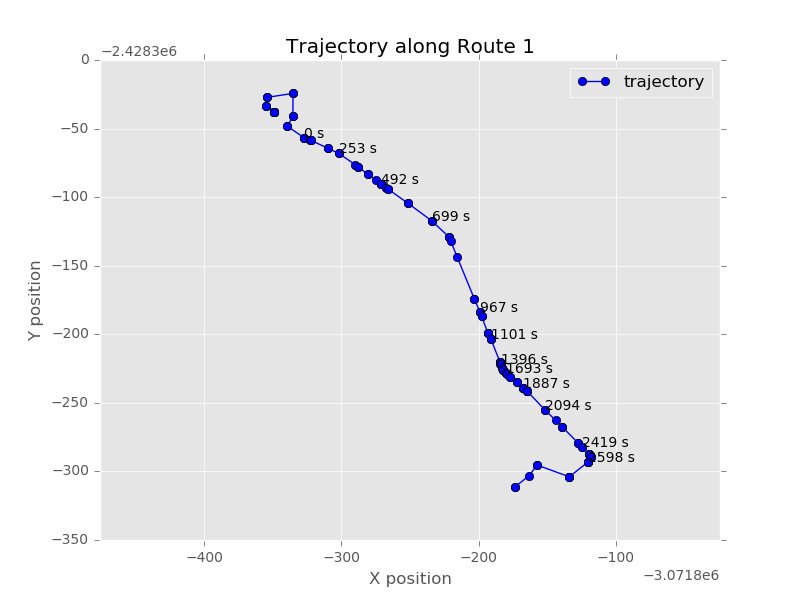 −2.4283e6
Trajectory along Route 1
trajectory
0
−50
−100
−150
−200
−250
−300
−350
Y position
0 s
253 s
492 s
699 s
967 s
1101 s
1396 s
1693 s
1887 s
2094 s
2419 s
2598 s
−400
−300
−200
−100
X position
−3.0718e6